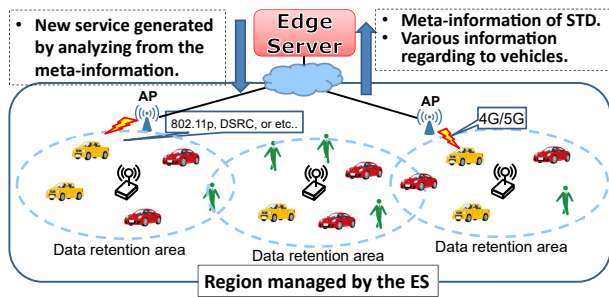 • New service generated
by analyzing from the
meta-information.
Edge
Server
• Meta-information of STD.
• Various information
regarding to vehicles.
AP
802.11p, DSRC, or etc..
AP
4G/5G
Data retention area
Data retention area
Data retention area
Region managed by the ES